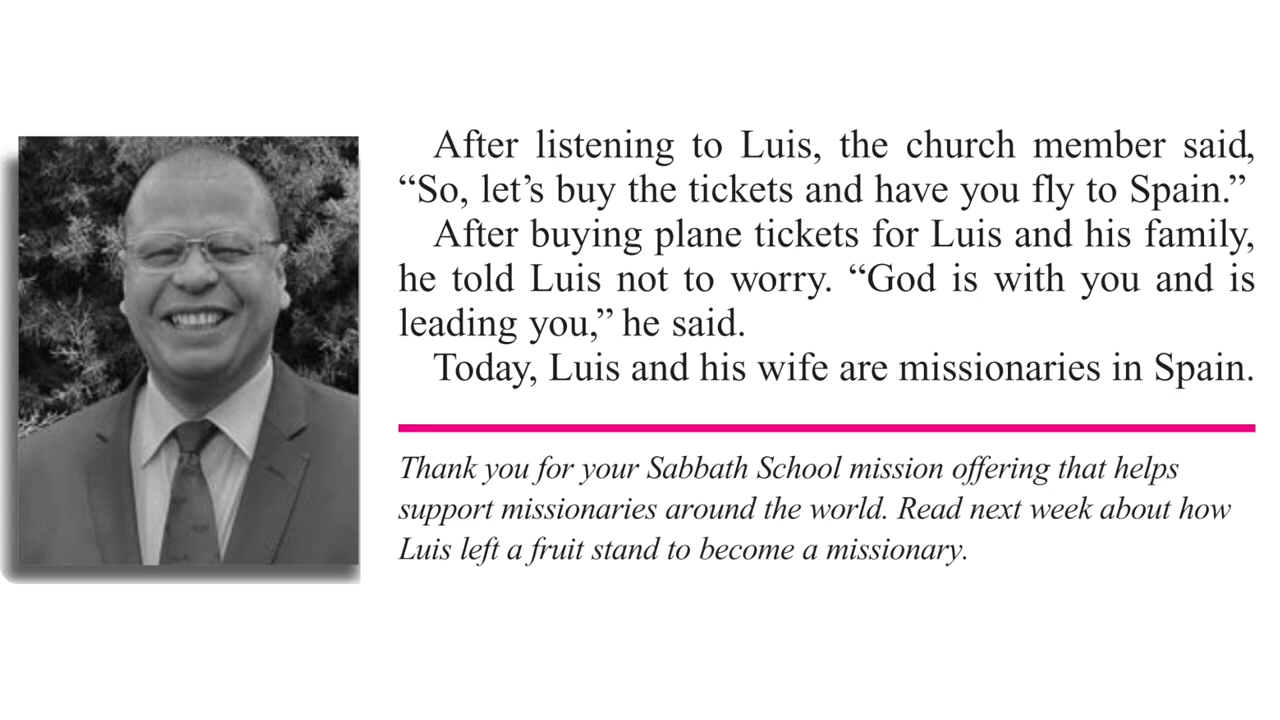 After listening to Luis, the church member said,
“So, let’s buy the tickets and have you fly to Spain.”
After buying plane tickets for Luis and his family,
he told Luis not to worry. “God is with you and is
leading you,” he said.
Today, Luis and his wife are missionaries in Spain.
Thank you for your Sabbath School mission offering that helps
support missionaries around the world. Read next week about how
Luis left a fruit stand to become a missionary.